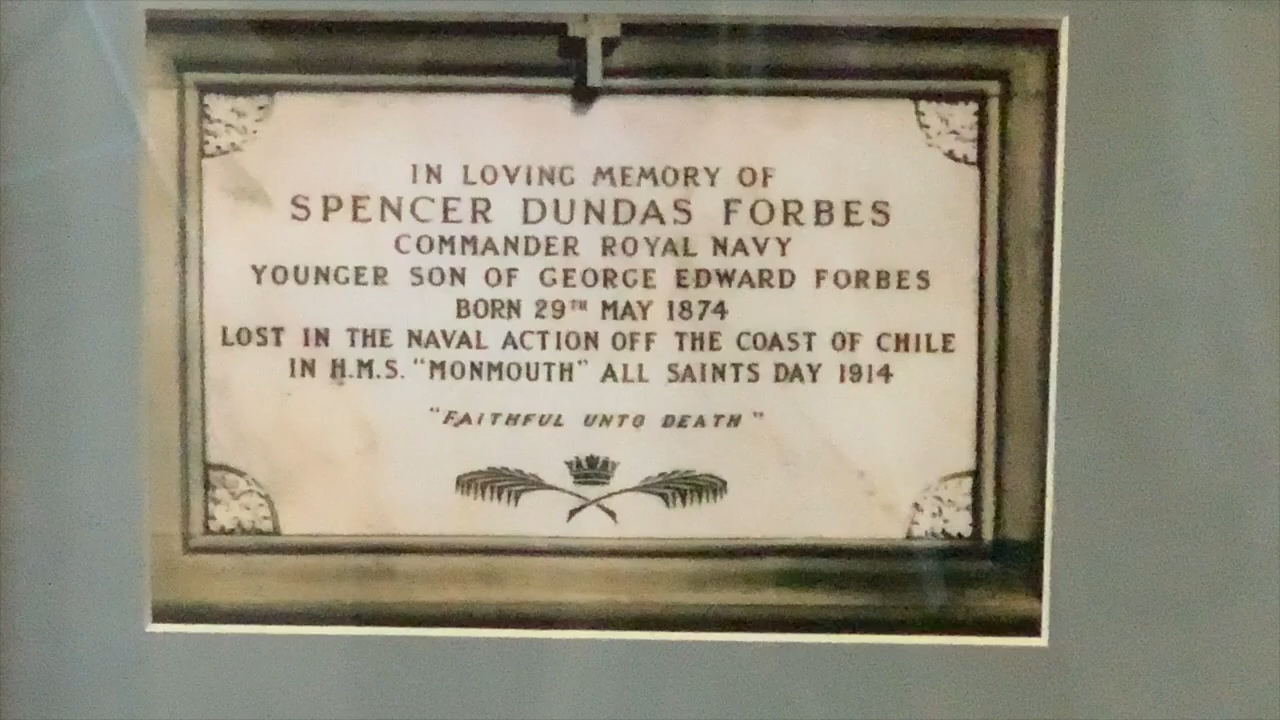 IN LOVING MEMORY OF
SPENCER DUNDAS FORBES
COMMANDER ROYAL NAVY
YOUNGER SON OF GEORGE EDWARD FORBES
BORN 29TH MAY 1874
LOST IN THE NAVAL ACTION OFF THE COAST OF CHILE
IN H.M.S. "MONMOUTH" ALL SAINTS DAY 1914
"FAITHFUL UNTO DEATH"